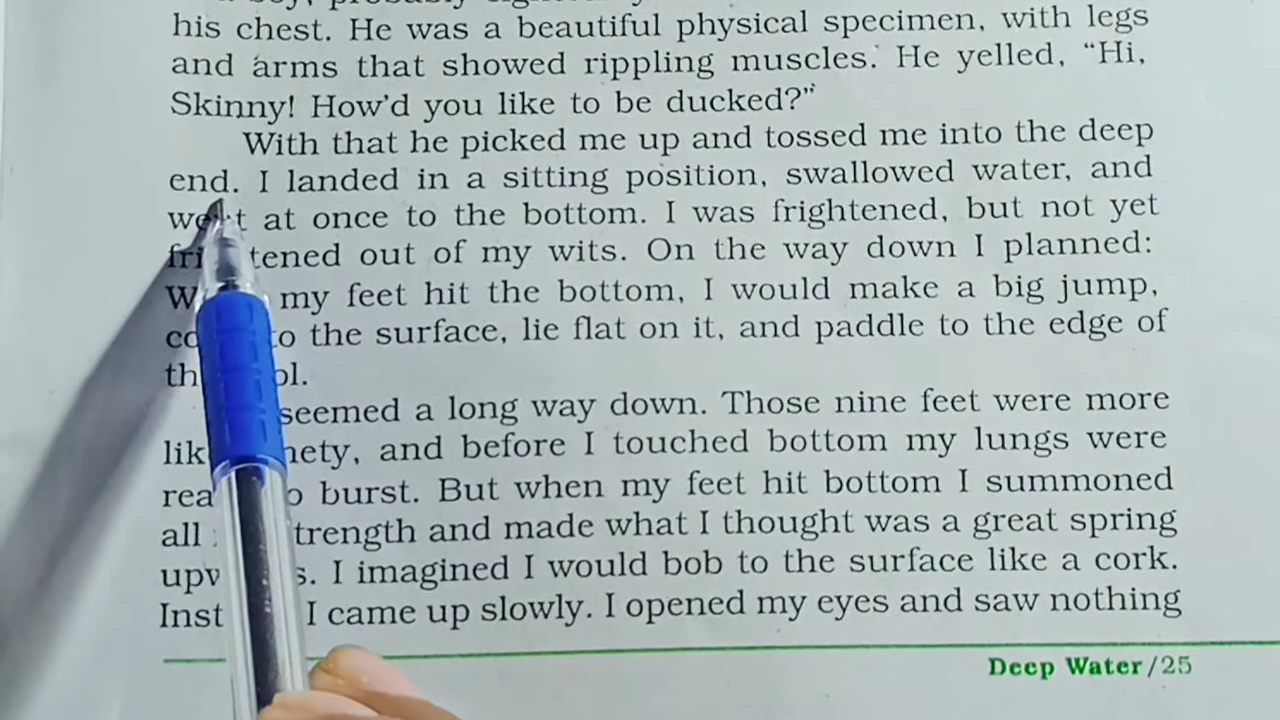 his chest. He was a beautiful physical specimen, with legs
and arms that showed rippling muscles. He yelled, “Hi,
Skinny! How’d you like to be ducked?”
With that he picked me up and tossed me into the deep
end. I landed in a sitting position, swallowed water, and
went at once to the bottom. I was frightened, but not yet
frightened out of my wits. On the way down I planned:
my feet hit the bottom, I would make a big jump,
to the surface, lie flat on it, and paddle to the edge of
seemed a long way down. Those nine feet were more
like ninety, and before I touched bottom my lungs were
ready to burst. But when my feet hit bottom I summoned
all strength and made what I thought was a great spring
upwards. I imagined I would bob to the surface like a cork.
Instead I came up slowly. I opened my eyes and saw nothing
Deep Water/25